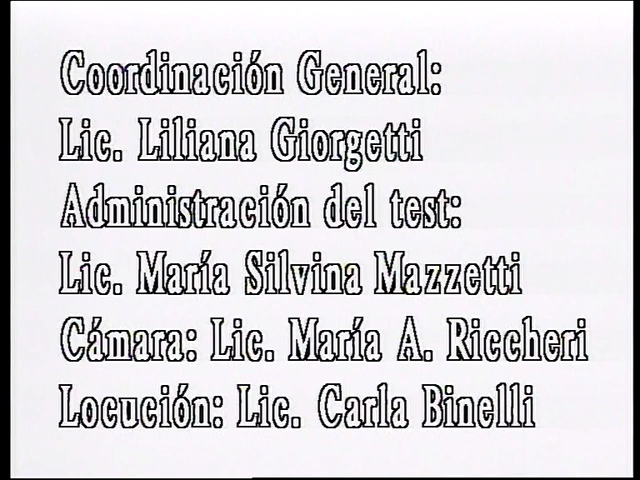 Coordinación General:
Lic. Liliana Giorgetti
Administración del test:
Lic. María Silvina Mazzetti
Cámara: Lic. María A. Riccheri
Locución: Lic. Carla Binelli